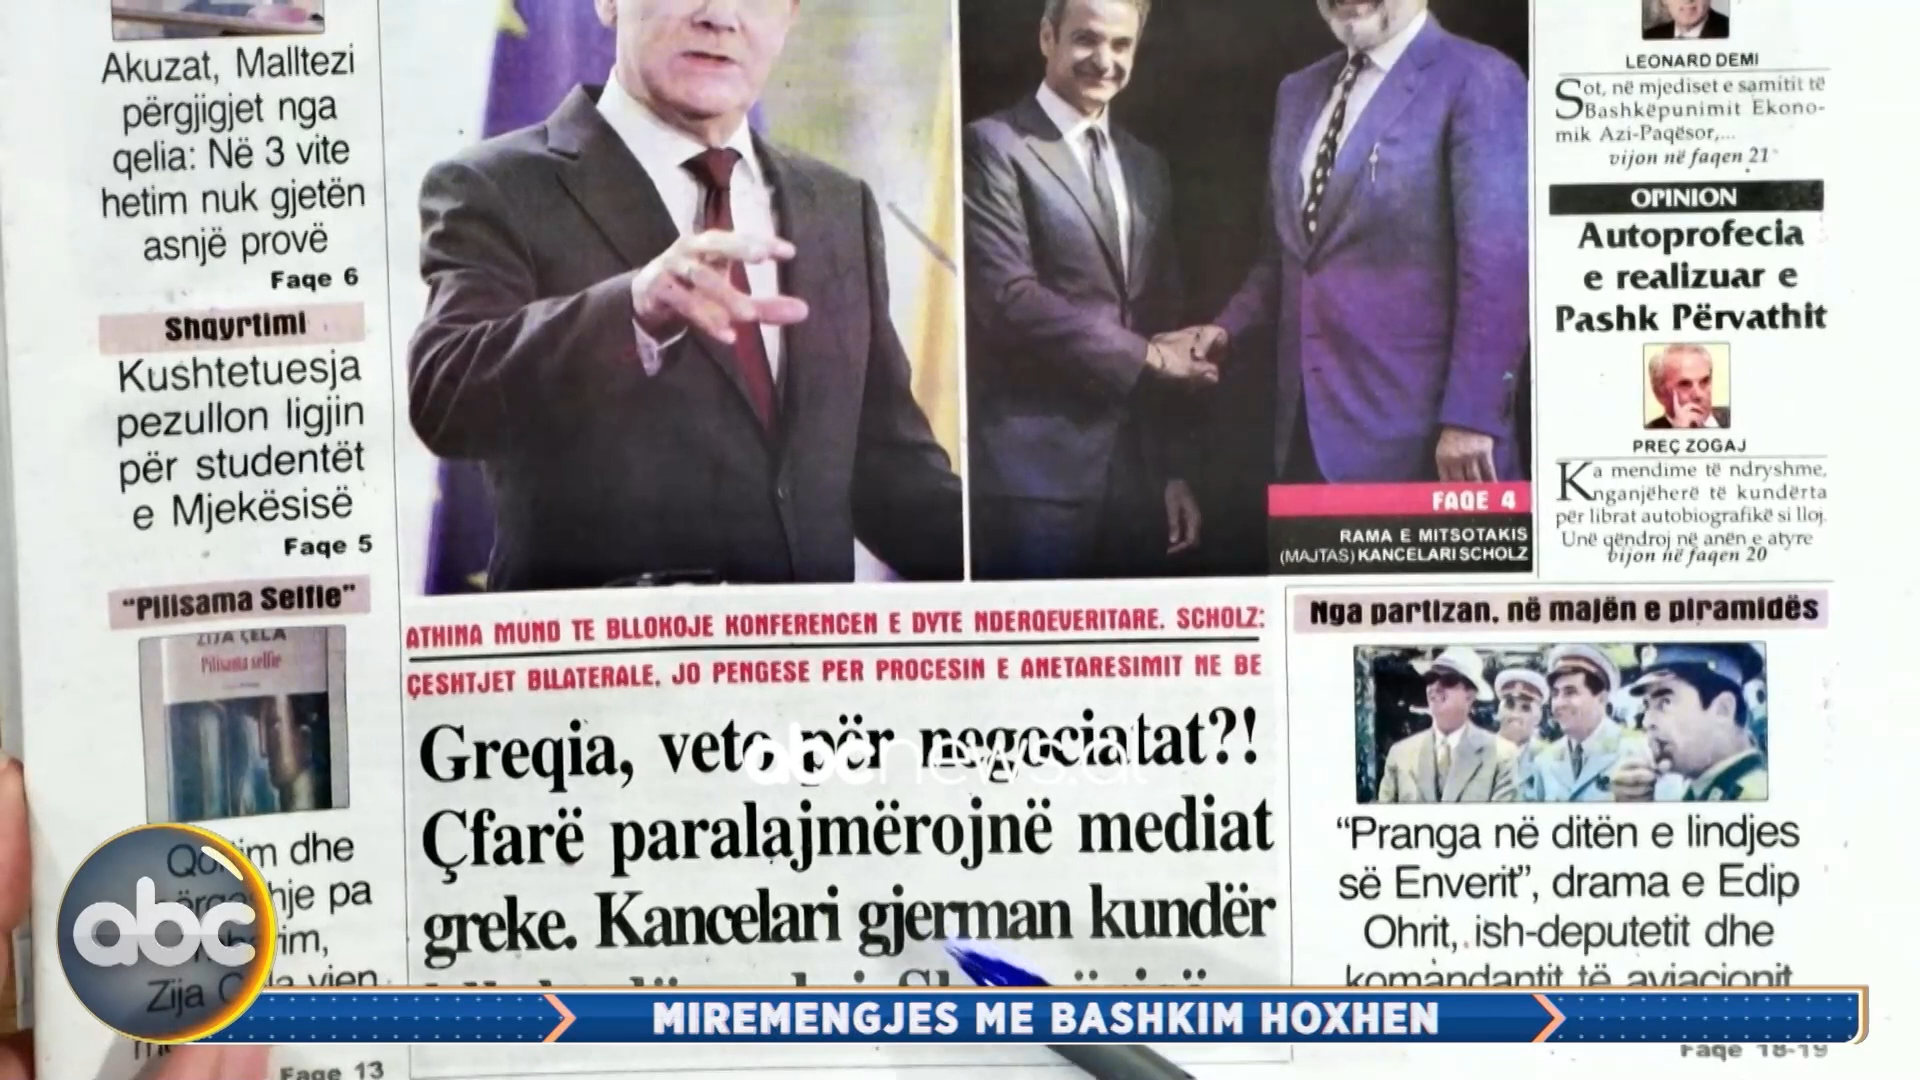 Akuzat, Malltezi
përgjigjet nga
qelia: Në 3 vite
hetim nuk gjetën
asnjë provë
Faqe 6
Shqyrtimi
Kushtetuesja
pezullon ligjin
për studentët
e Mjekësisë
Faqe 5
"Pilisama Selfie"
ZIJA ÇELA
Pilisama selfie
dhe
hje pa
im,
Zija
vien
Faqe 13
FAQE 4
RAMA E MITSOTAKIS
(MAJTAS) KANCELARI SCHOLZ
ATHINA MUND TE BLLOKOJE KONFERENCEN E DYTE NDERQEVERITARE. SCHOLZ:
ÇESHTJET BILATERALE, JO PENGESE PER PROCESIN E ANETARESIMIT NE BE
Greqia, veto për negociatat?!
Çfarë paralajmërojnë mediat
greke. Kancelari gjerman kundër
abcnews.al
LEONARD DEMI
Sot, në mjediset e samitit të
Bashkëpunimit Ekono-
mik Azi-Paqësor,...
vijon në faqen 21
OPINION
Autoprofecia
e realizuar e
Pashk Përvathit
PREÇ ZOGAJ
Ka mendime të ndryshme,
nganjëherë të kundërta
për librat autobiografikë si lloj.
Unë qëndroj në anën e atyre
vijon në faqen 20
Nga partizan, në majën e piramidës
"Pranga në ditën e lindjes
së Enverit", drama e Edip
Ohrit, ish-deputetit dhe
komandantit të aviacionit
Faqe 18-19
abc
MIREMENGJES ME BASHKIM HOXHEN